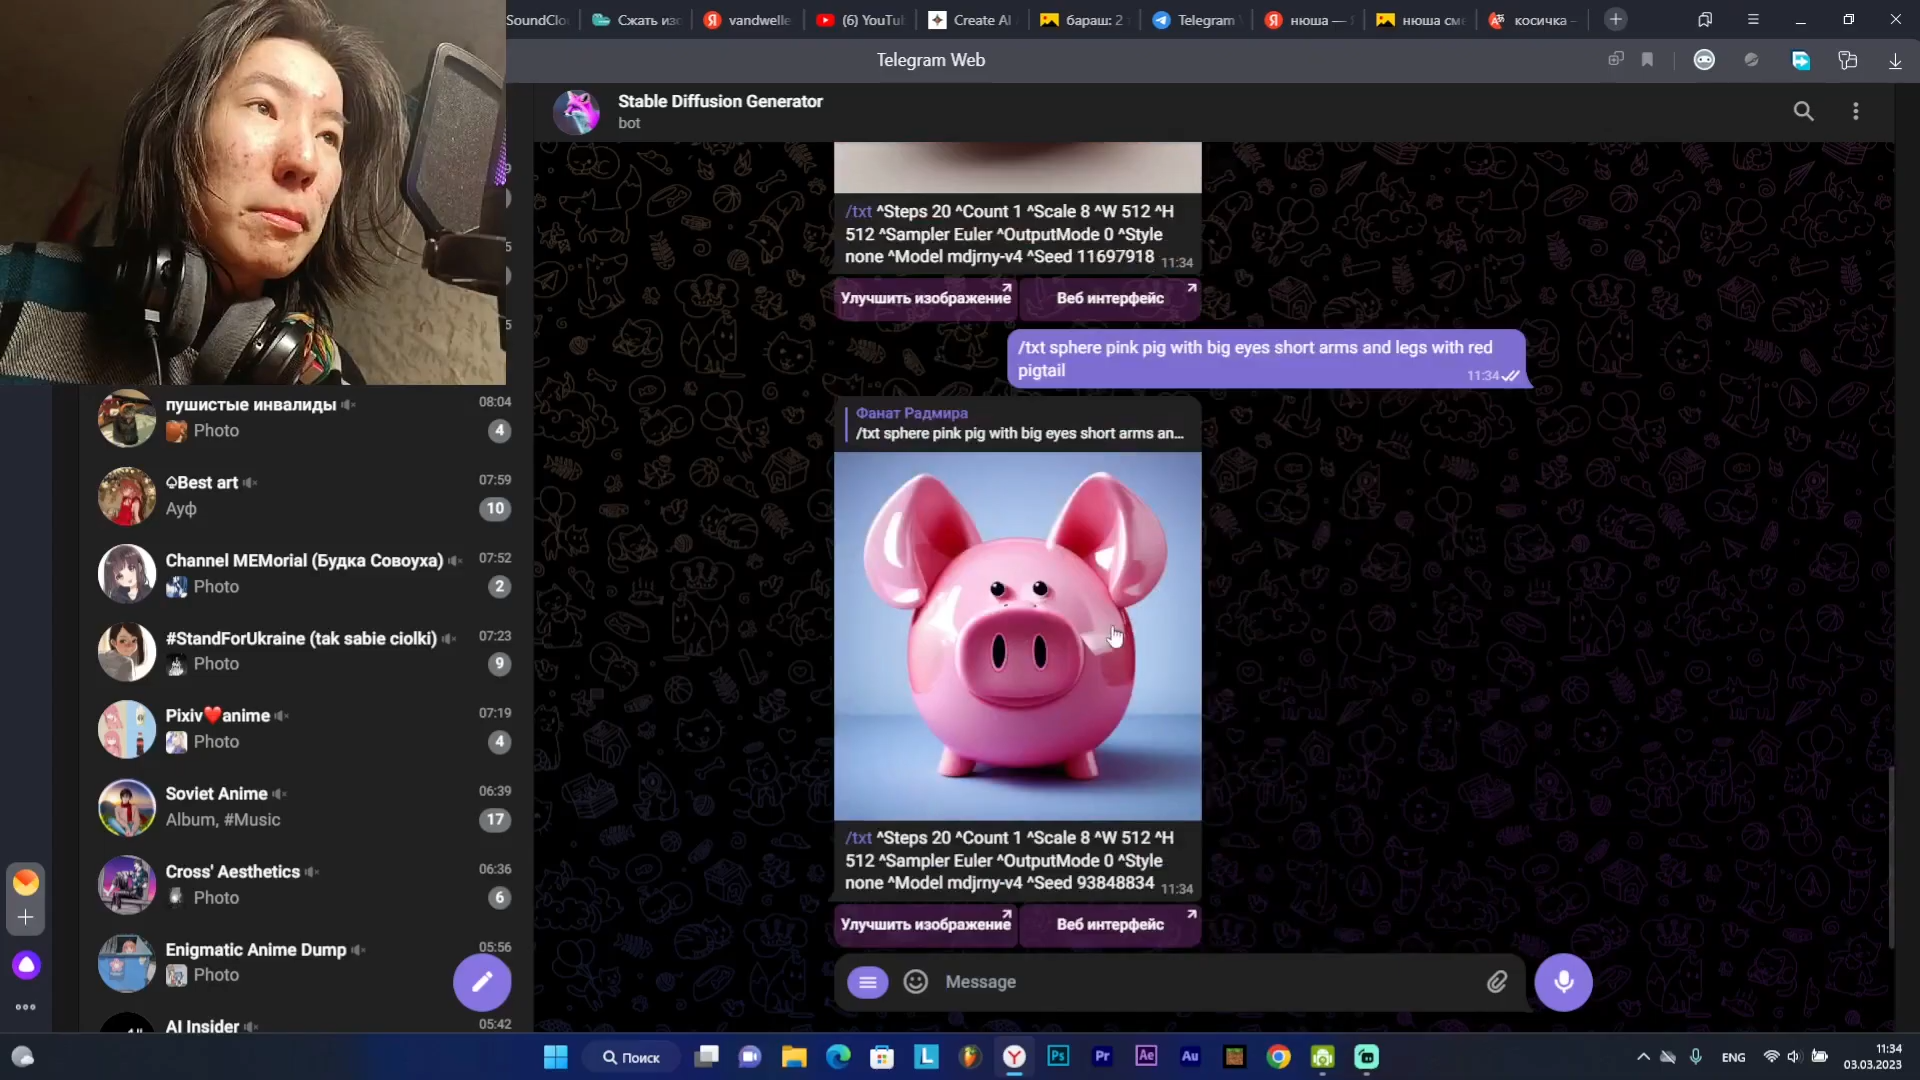 SoundClo
Сжать изо
vandwelle
(6) YouTu
Create AI
бараш: 2
Telegram
нюша —
нюша сме
косичка –
Telegram Web
Stable Diffusion Generator
bot
/txt ^Steps 20 ^Count 1 ^Scale 8 ^W 512 ^H
512 ^Sampler Euler ^OutputMode 0 ^Style
none ^Model mdjrny-v4 ^Seed 11697918 11:34
Улучшить изображение
Веб интерфейс
/txt sphere pink pig with big eyes short arms and legs with red
pigtail
11:34
Фанат Радмира
/txt sphere pink pig with big eyes short arms an...
/txt ^Steps 20 ^Count 1 ^Scale 8 ^W 512 ^H
512 ^Sampler Euler ^OutputMode 0 ^Style
none ^Model mdjrny-v4 ^Seed 93848834 11:34
Улучшить изображение
Веб интерфейс
Message
пушистые инвалиды 08:04
Photo 4
♤Best art 07:59
Ауф 10
Channel MEMorial (Будка Совоуха) 07:52
Photo 2
#StandForUkraine (tak sabie ciolki) 07:23
Photo 9
Pixiv❤️anime 07:19
Photo 4
Soviet Anime 06:39
Album, #Music 17
Cross' Aesthetics 06:36
Photo 6
Enigmatic Anime Dump 05:56
Photo
AI Insider 05:42
Поиск
Ps
Pr
Ae
Au
ENG
11:34
03.03.2023